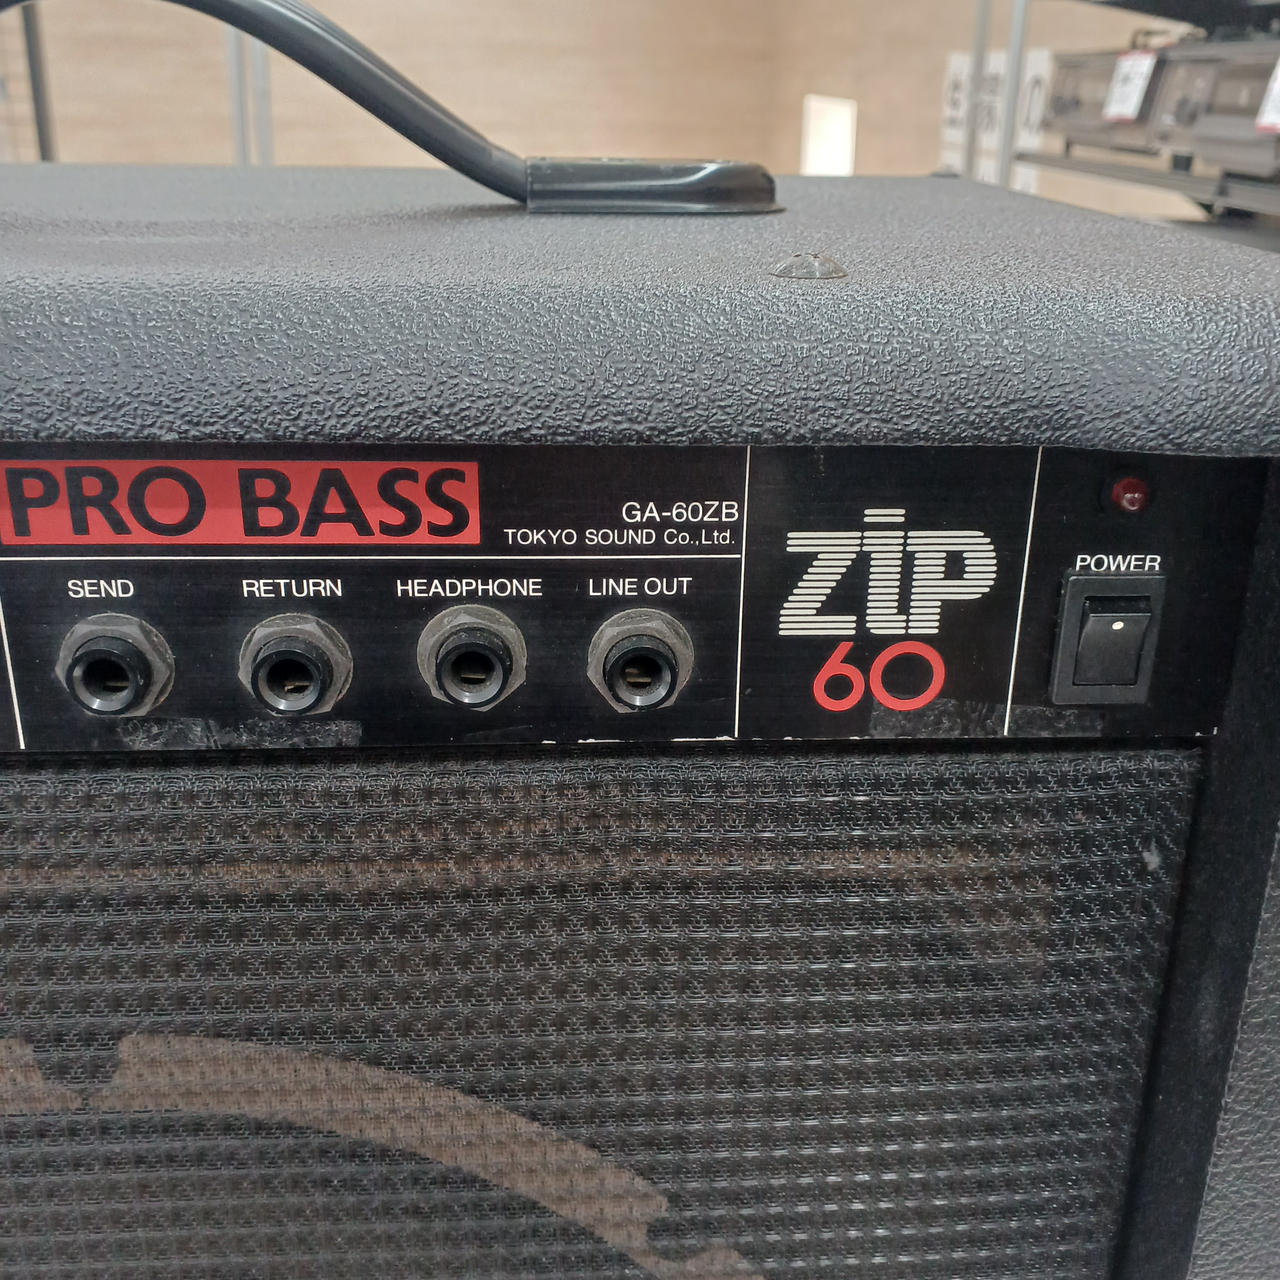 PRO BASS
GA-60ZB
TOKYO SOUND Co.,Ltd.
SEND
RETURN
HEADPHONE
LINE OUT
ZIP
60
POWER